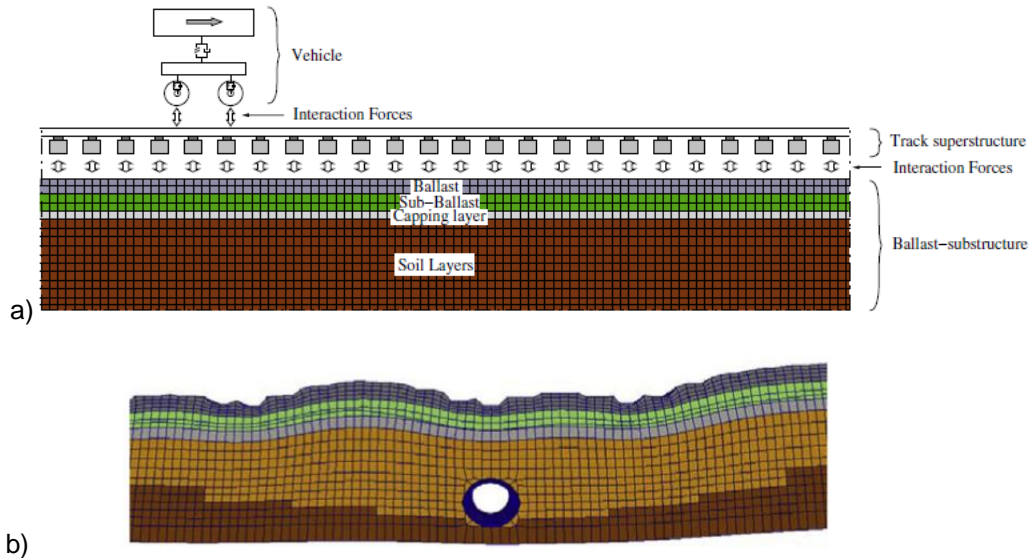 Vehicle
Interaction Forces
Track superstructure
Interaction Forces
Ballast
Sub-Ballast
Capping layer
Ballast-substructure
Soil Layers
a)
b)